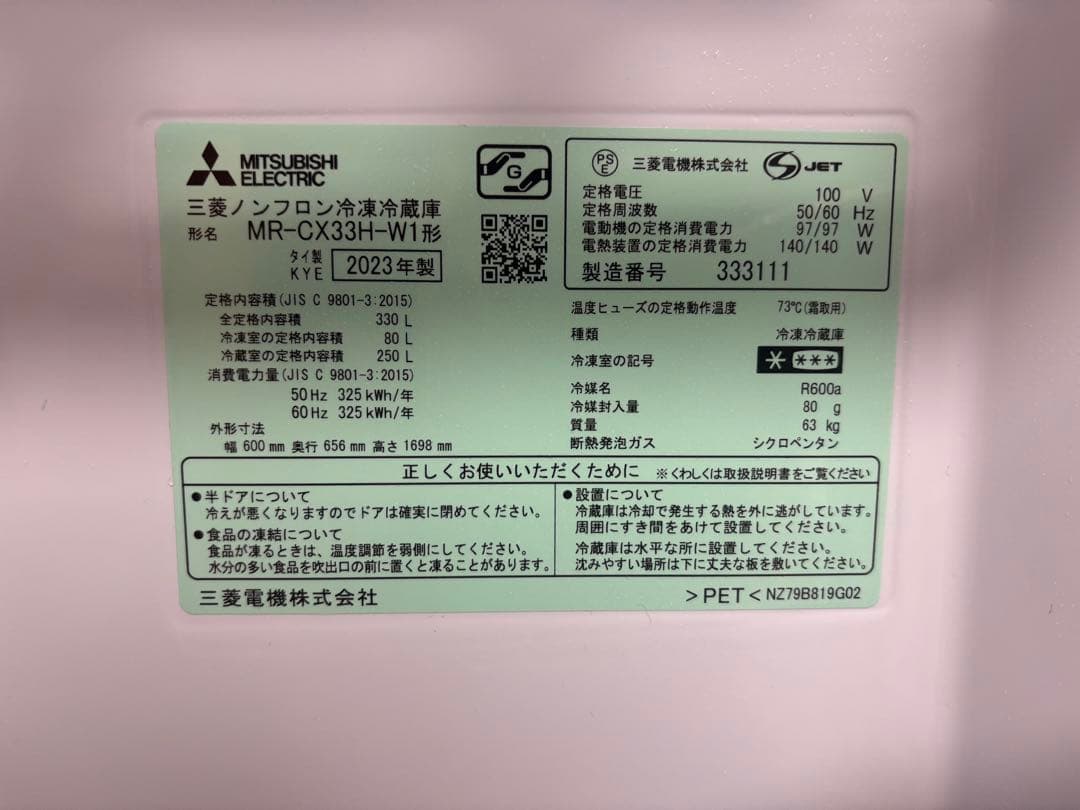 MITSUBISHI
ELECTRIC
G
三菱ノンフロン冷凍冷蔵庫
形名 MR-CX33H-W1形
タイ製
KYE 2023年製
PSE 三菱電機株式会社 S JET
定格電圧 100 V
定格周波数 50/60 Hz
電動機の定格消費電力 97/97 W
電熱装置の定格消費電力 140/140 W
製造番号 333111
定格内容積(JIS C 9801-3:2015)
全定格内容積 330 L
冷凍室の定格内容積 80 L
冷蔵室の定格内容積 250 L
消費電力量(JIS C 9801-3:2015)
50Hz 325 kWh/年
60Hz 325 kWh/年
外形寸法
幅 600 mm 奥行 656 mm 高さ 1698 mm
温度ヒューズの定格動作温度 73℃(霜取用)
種類 冷凍冷蔵庫
冷凍室の記号 * ***
冷媒名 R600a
冷媒封入量 80 g
質量 63 kg
断熱発泡ガス シクロペンタン
正しくお使いいただくために ※くわしくは取扱説明書をご覧ください
●半ドアについて
冷えが悪くなりますのでドアは確実に閉めてください。
●食品の凍結について
食品が凍るときは、温度調節を弱側にしてください。
水分の多い食品を吹出口の前に置くと凍ることがあります。
●設置について
冷蔵庫は冷却で発生する熱を外に逃がしています。
周囲にすき間をあけて設置してください。
冷蔵庫は水平な所に設置してください。
沈みやすい場所は下に丈夫な板を敷いてください。
三菱電機株式会社
>PET< NZ79B819G02